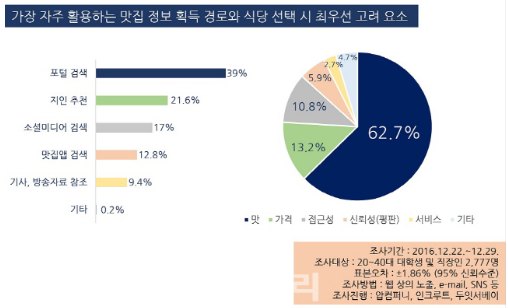 가장 자주 활용하는 맛집 정보 획득 경로와 식당 선택 시 최우선 고려 요소
포털 검색 39%
지인 추천 21.6%
소셜미디어 검색 17%
맛집앱 검색 12.8%
기사, 방송자료 참조 9.4%
기타 0.2%
4.7%
2.7%
5.9%
10.8%
13.2%
62.7%
맛 가격 접근성 신뢰성(평판) 서비스 기타
조사기간 : 2016.12.22.~12.29.
조사대상 : 20~40대 대학생 및 직장인 2,777명
표본오차 : ±1.86% (95% 신뢰수준)
조사방법 : 웹 상의 노출, e-mail, SNS 등
조사진행 : 알컴퍼니, 인크루트, 두잇서베이
리